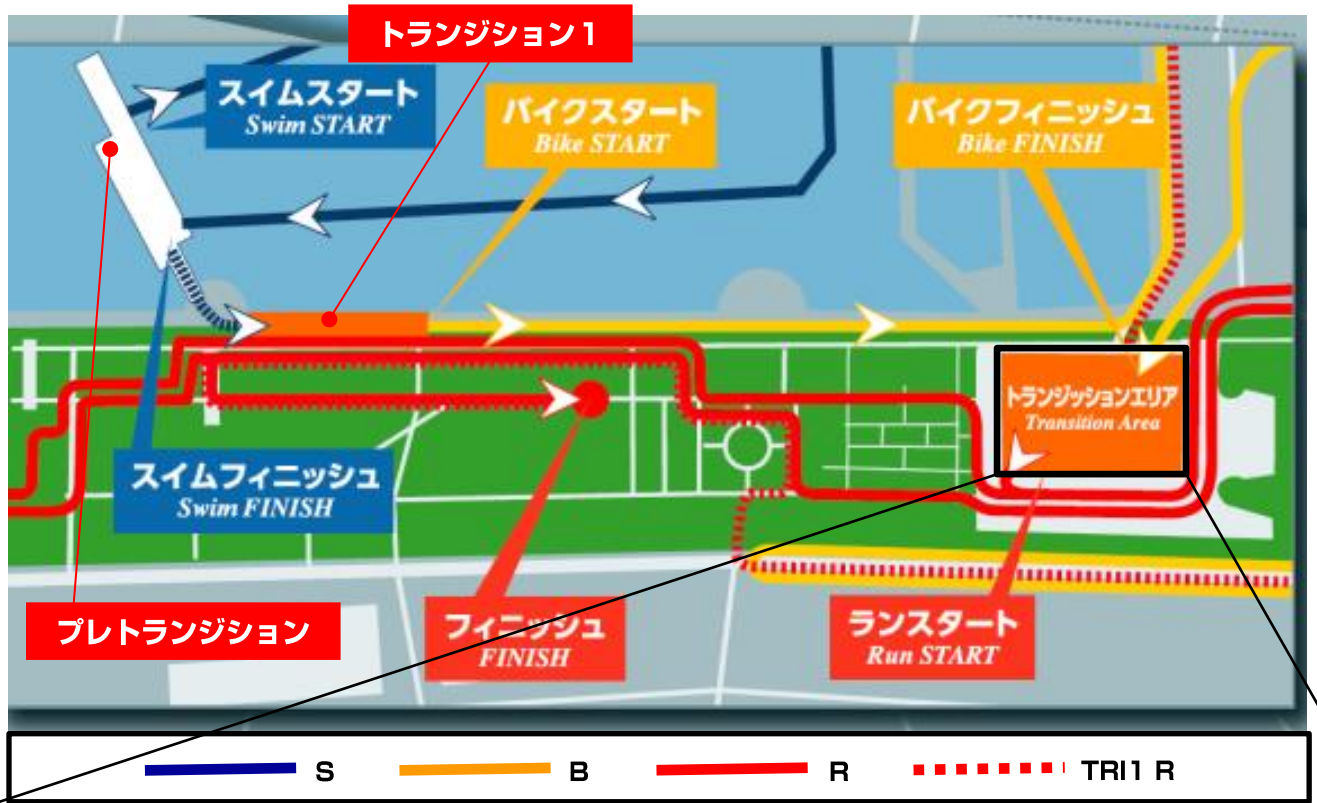 トランジション1
スイムスタート
Swim START
バイクスタート
Bike START
バイクフィニッシュ
Bike FINISH
トランジッションエリア
Transition Area
スイムフィニッシュ
Swim FINISH
プレトランジション
フィニッシュ
FINISH
ランスタート
Run START
S
B
R
TRI1 R